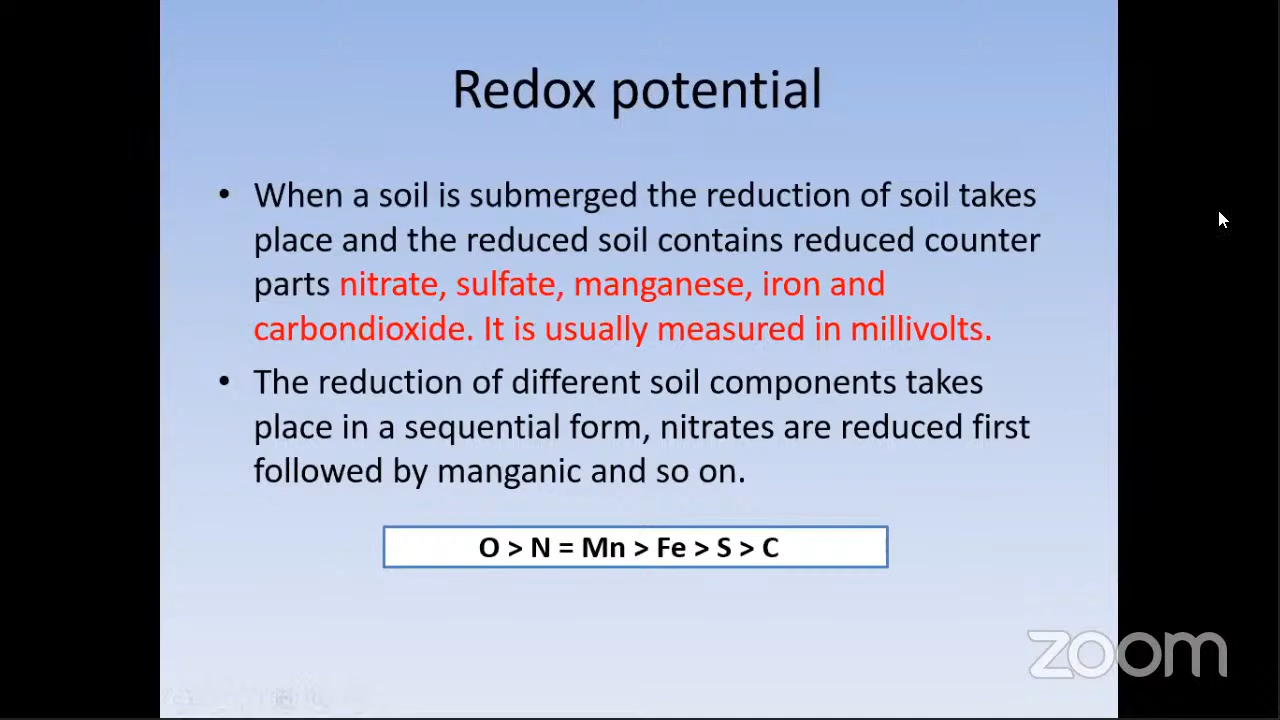 Redox potential
• When a soil is submerged the reduction of soil takes
place and the reduced soil contains reduced counter
parts nitrate, sulfate, manganese, iron and
carbondioxide. It is usually measured in millivolts.
• The reduction of different soil components takes
place in a sequential form, nitrates are reduced first
followed by manganic and so on.
O > N = Mn > Fe > S > C
zoom